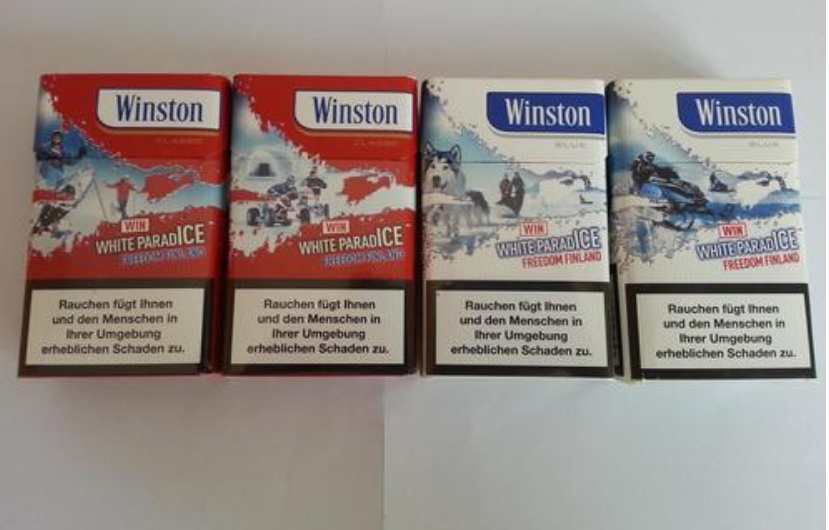 Winston
CLASSIC
WIN
WHITE PARADICE
FREEDOM FINLAND
Rauchen fügt Ihnen
und den Menschen in
Ihrer Umgebung
erheblichen Schaden zu.
Winston
CLASSIC
WIN
WHITE PARADICE
FREEDOM FINLAND
Rauchen fügt Ihnen
und den Menschen in
Ihrer Umgebung
erheblichen Schaden zu.
Winston
BLUE
WIN
WHITE PARADICE
FREEDOM FINLAND
Rauchen fügt Ihnen
und den Menschen in
Ihrer Umgebung
erheblichen Schaden zu.
Winston
BLUE
WIN
WHITE PARADICE
FREEDOM FINLAND
Rauchen fügt Ihnen
und den Menschen in
Ihrer Umgebung
erheblichen Schaden zu.